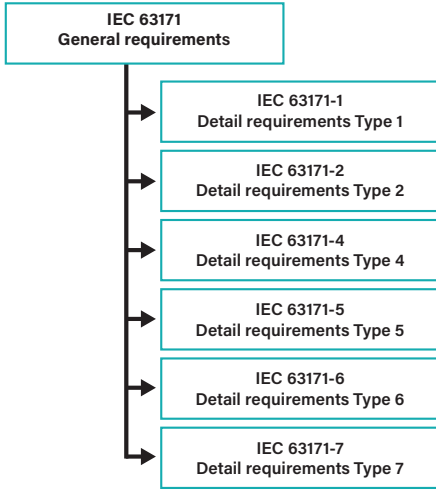 IEC 63171
General requirements
IEC 63171-1
Detail requirements Type 1
IEC 63171-2
Detail requirements Type 2
IEC 63171-4
Detail requirements Type 4
IEC 63171-5
Detail requirements Type 5
IEC 63171-6
Detail requirements Type 6
IEC 63171-7
Detail requirements Type 7